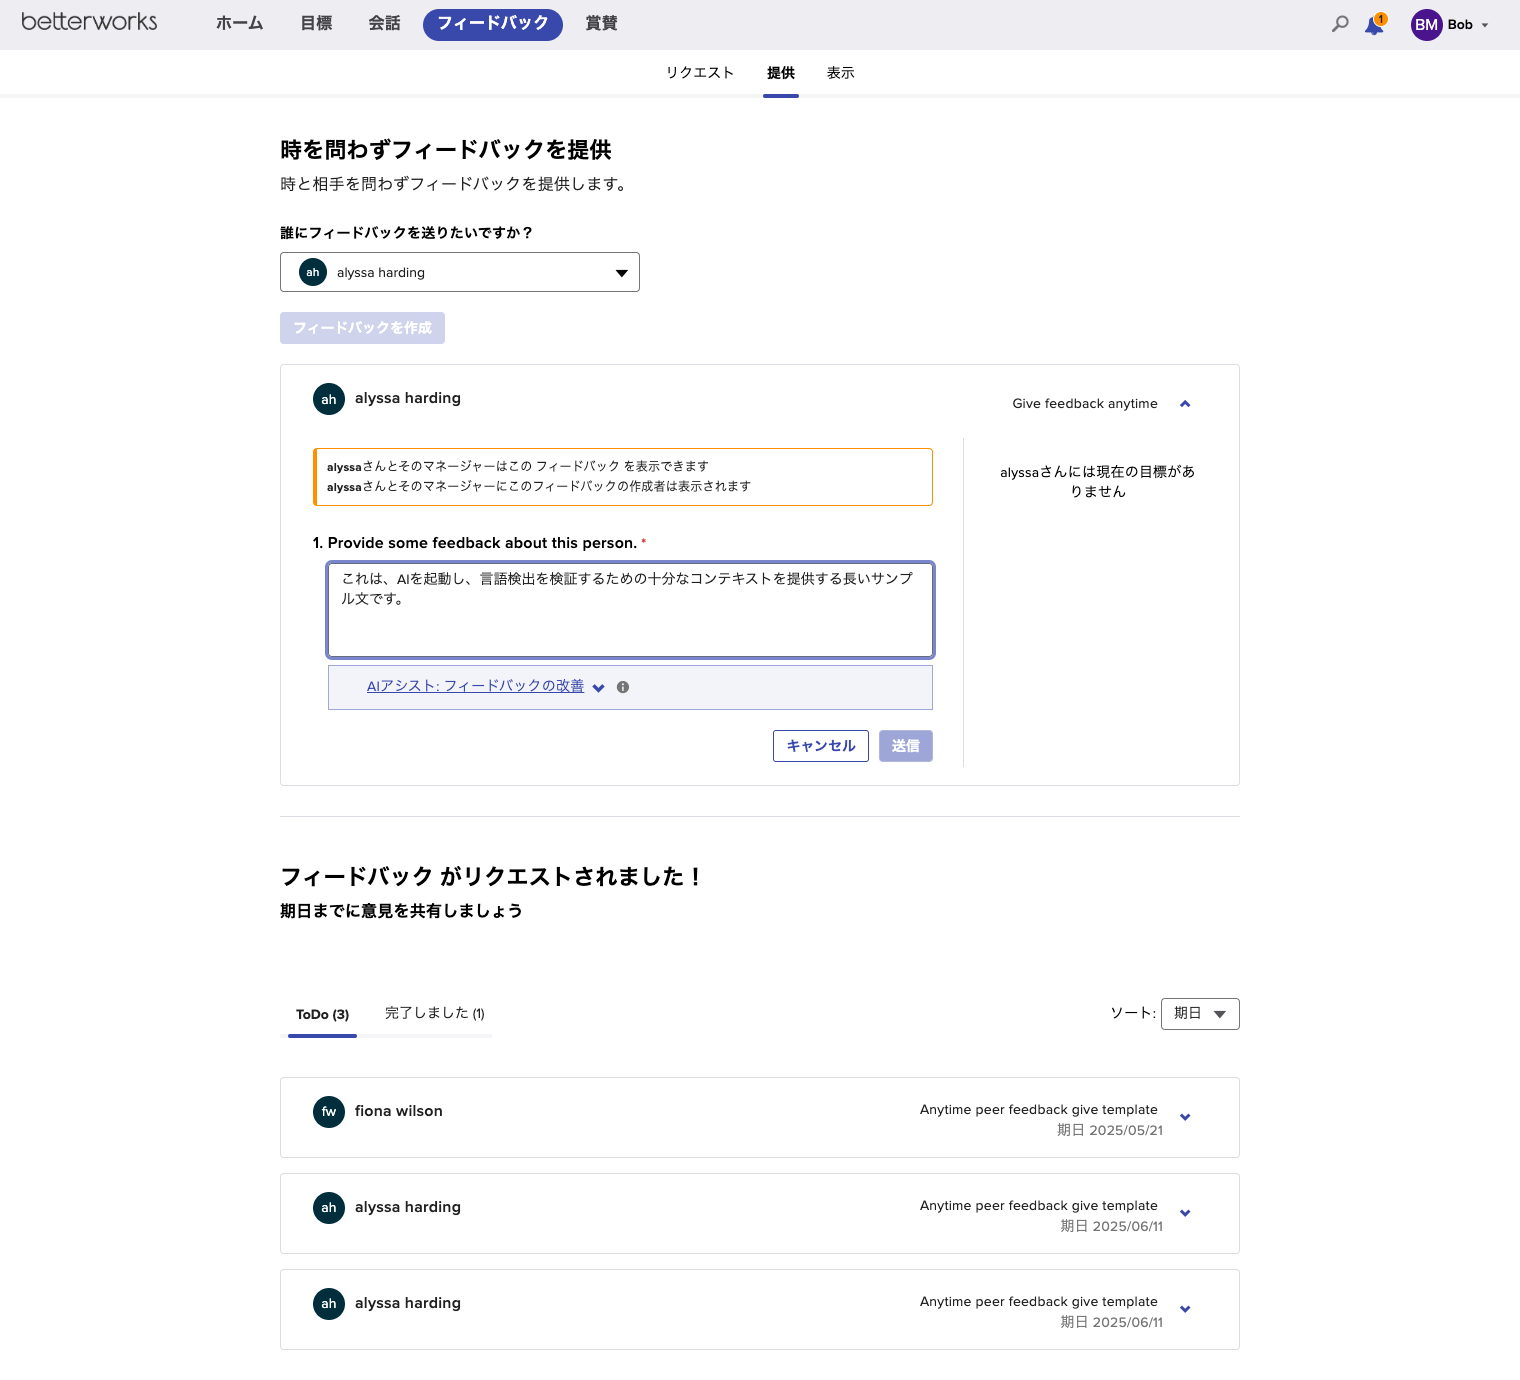 betterworks
ホーム 目標 会話 フィードバック 賞賛
1
BM Bob
リクエスト 提供 表示
時を問わずフィードバックを提供
時と相手を問わずフィードバックを提供します。
誰にフィードバックを送りたいですか？
ah alyssa harding
フィードバックを作成
ah alyssa harding
Give feedback anytime
alyssaさんとそのマネージャーはこの フィードバック を表示できます
alyssaさんとそのマネージャーにこのフィードバックの作成者は表示されます
alyssaさんには現在の目標があ
りません
1. Provide some feedback about this person. *
これは、AIを起動し、言語検出を検証するための十分なコンテキストを提供する長いサンプ
ル文です。
AIアシスト: フィードバックの改善
キャンセル 送信
フィードバック がリクエストされました！
期日までに意見を共有しましょう
ToDo (3) 完了しました (1)
ソート: 期日
fw fiona wilson
Anytime peer feedback give template
期日 2025/05/21
ah alyssa harding
Anytime peer feedback give template
期日 2025/06/11
ah alyssa harding
Anytime peer feedback give template
期日 2025/06/11